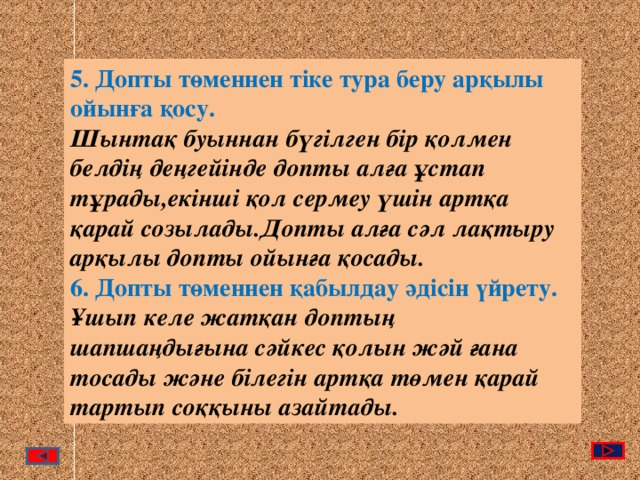 5. Допты төменнен тіке тура беру арқылы
ойынға қосу.
Шынтақ буыннан бүгілген бір қолмен
белдің деңгейінде допты алға ұстап
тұрады,екінші қол сермеу үшін артқа
қарай созылады.Допты алға сәл лақтыру
арқылы допты ойынға қосады.
6. Допты төменнен қабылдау әдісін үйрету.
Ұшып келе жатқан доптың
шапшаңдығына сәйкес қолын жәй ғана
тосады және білегін артқа төмен қарай
тартып соққыны азайтады.